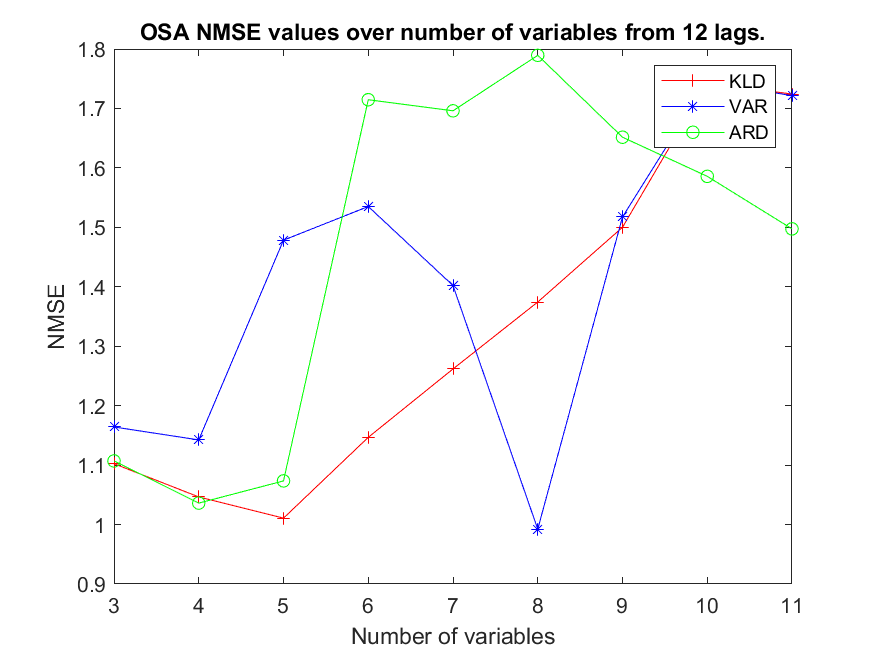 OSA NMSE values over number of variables from 12 lags.
1.8
1.7
1.6
1.5
1.4
1.3
1.2
1.1
1
0.9
NMSE
KLD
VAR
ARD
3 4 5 6 7 8 9 10 11
Number of variables